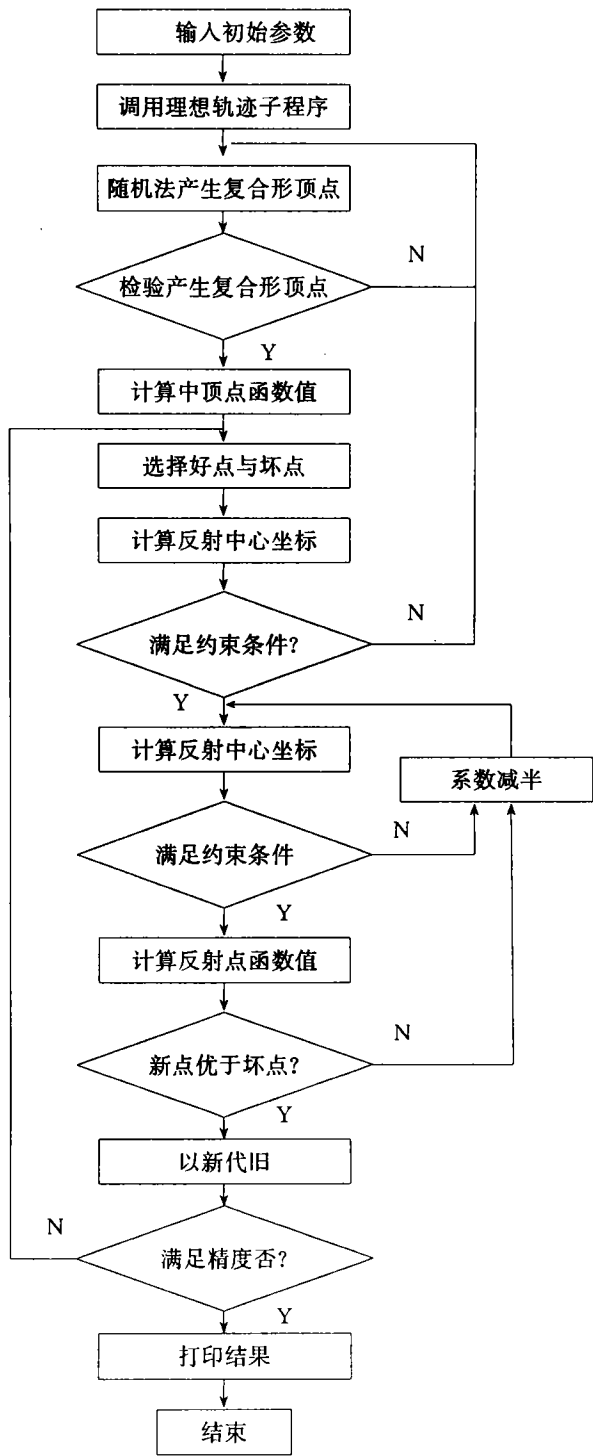 输入初始参数
调用理想轨迹子程序
随机法产生复合形顶点
N
检验产生复合形顶点
Y
计算中顶点函数值
选择好点与坏点
计算反射中心坐标
N
满足约束条件?
Y
计算反射中心坐标
系数减半
N
满足约束条件
Y
计算反射点函数值
N
新点优于坏点?
Y
以新代旧
N
满足精度否?
Y
打印结果
结束